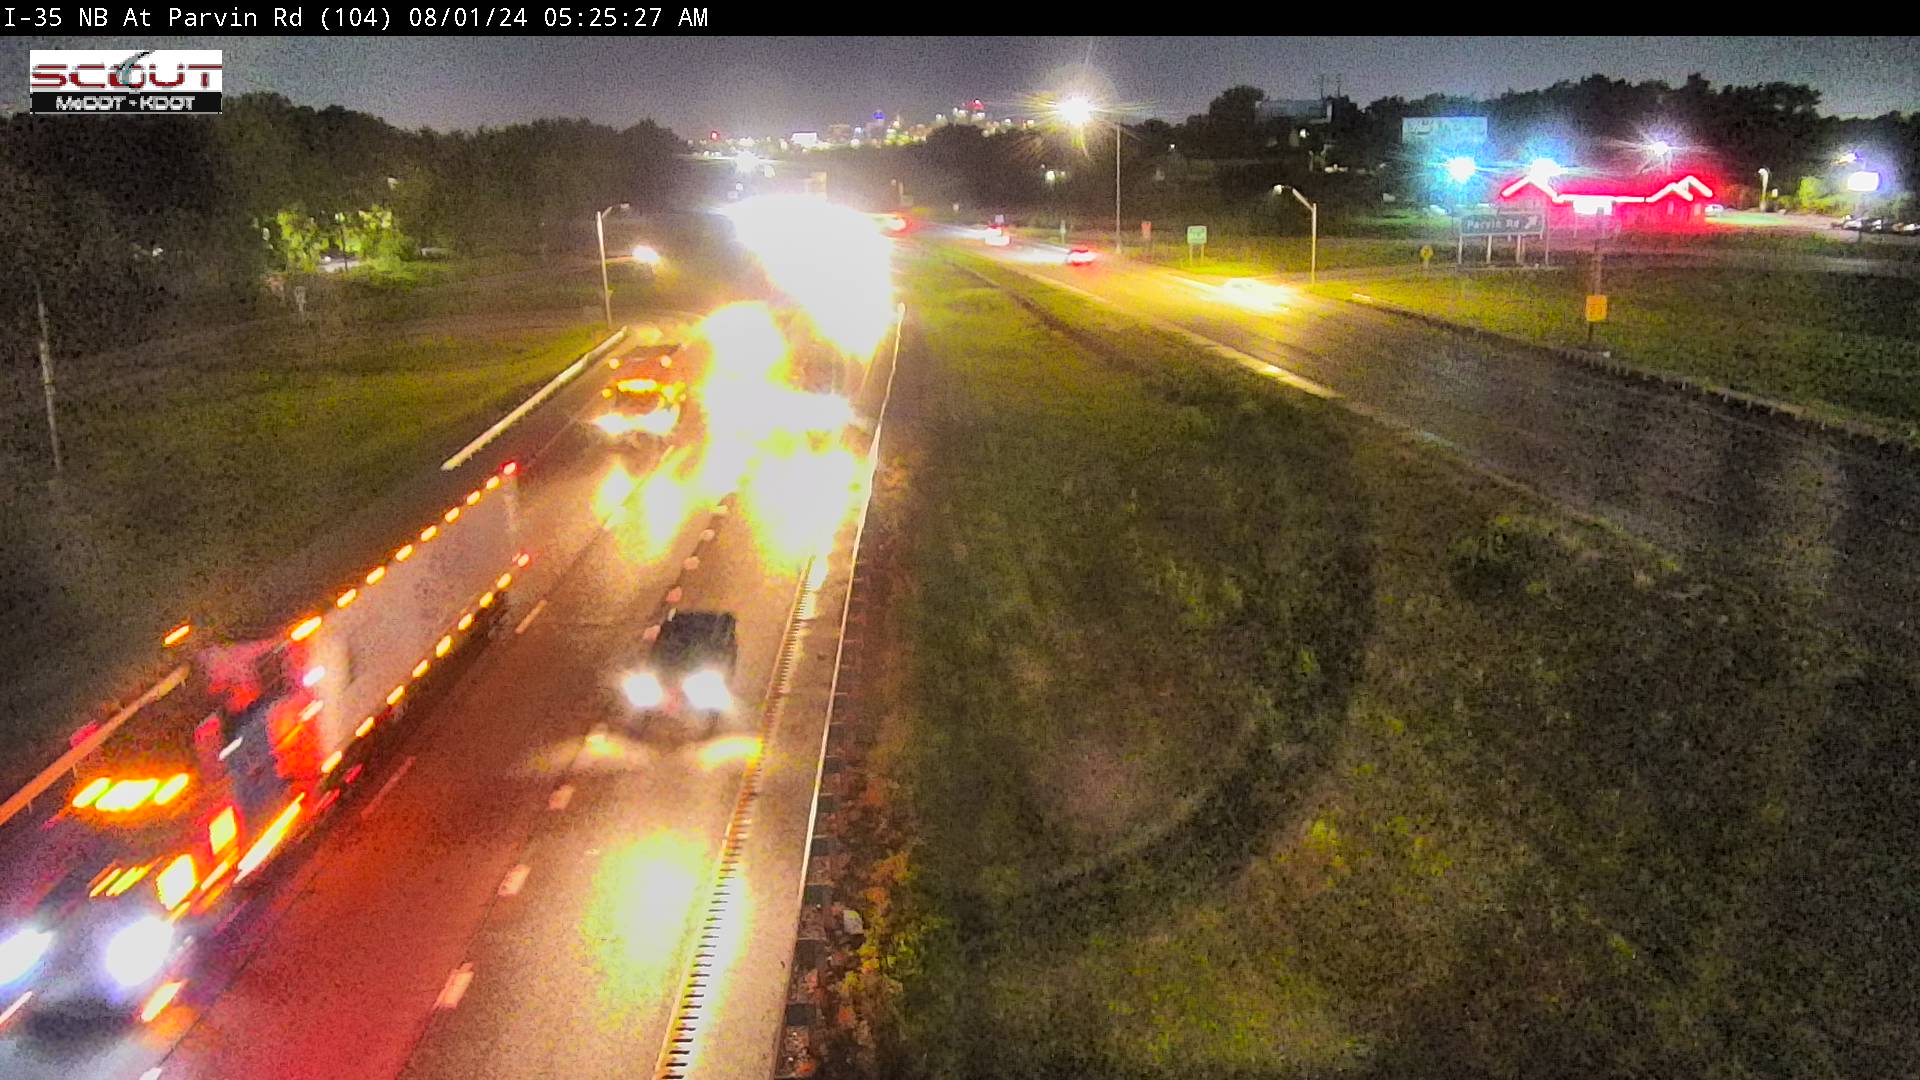 I-35 NB At Parvin Rd (104) 08/01/24 05:25:27 AM
SCOUT
MoDOT - KDOT
Parvin Rd